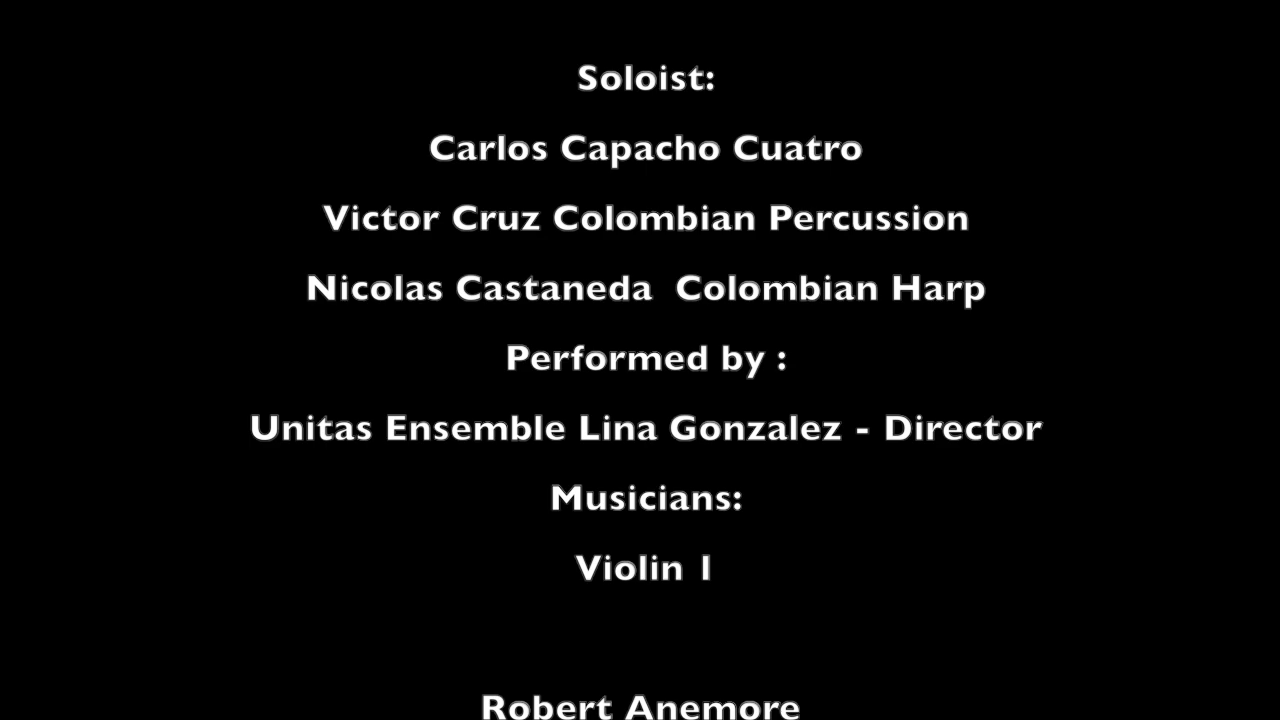 Soloist:
Carlos Capacho Cuatro
Victor Cruz Colombian Percussion
Nicolas Castaneda  Colombian Harp
Performed by :
Unitas Ensemble Lina Gonzalez - Director
Musicians:
Violin 1
Robert Anemore